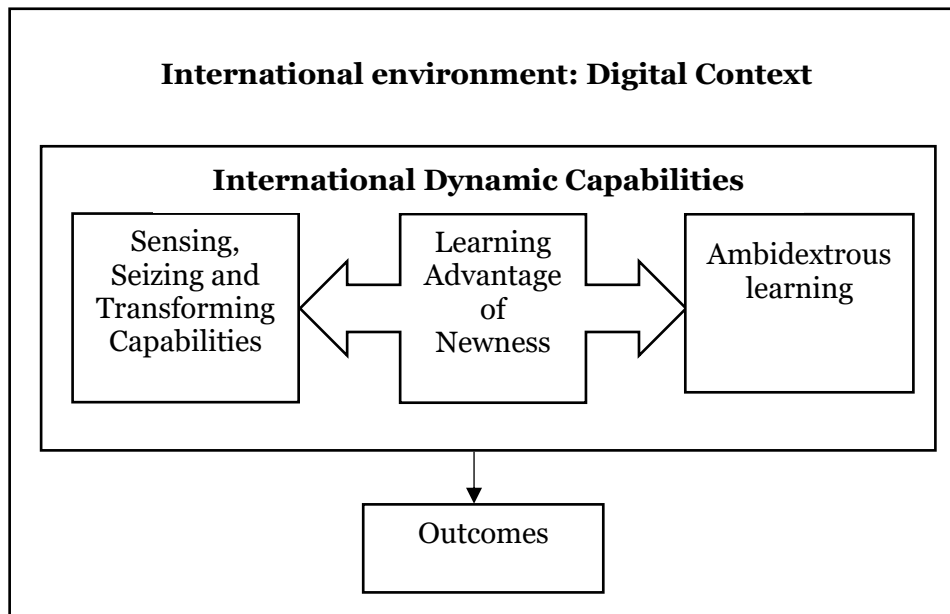 International environment: Digital Context
International Dynamic Capabilities
Sensing,
Seizing and
Transforming
Capabilities
Learning
Advantage
of
Newness
Ambidextrous
learning
Outcomes